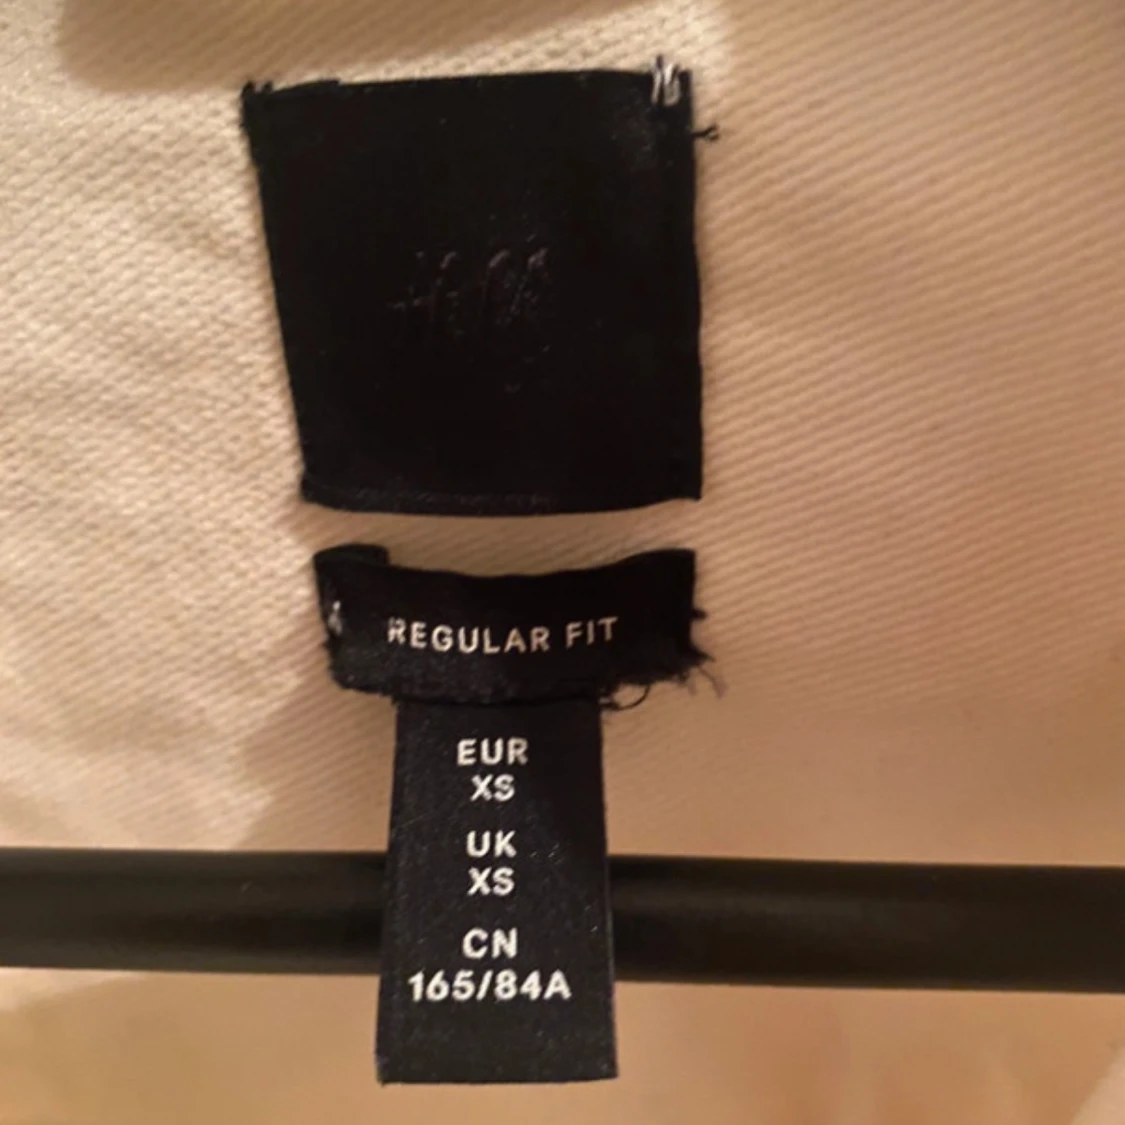 H&M
REGULAR FIT
EUR
XS
UK
XS
CN
165/84A